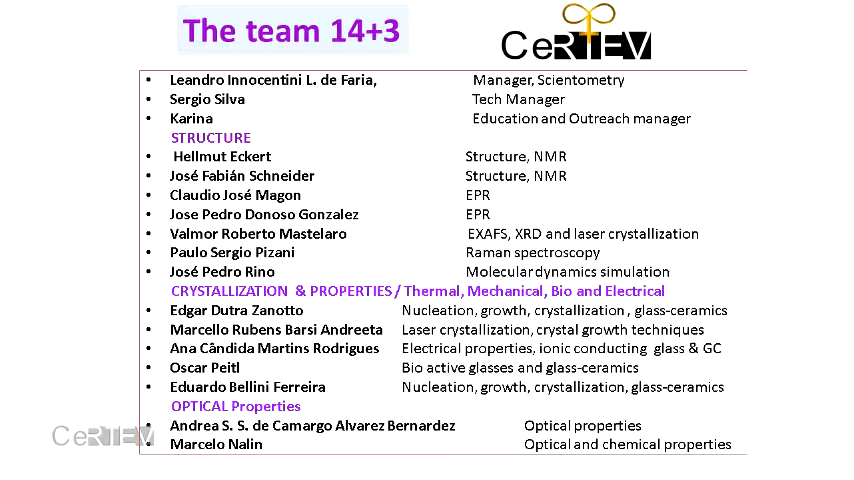 The team 14+3
CeRTEV
• Leandro Innocentini L. de Faria, Manager, Scientometry
• Sergio Silva Tech Manager
• Karina Education and Outreach manager
STRUCTURE
• Hellmut Eckert Structure, NMR
• José Fabián Schneider Structure, NMR
• Claudio José Magon EPR
• Jose Pedro Donoso Gonzalez EPR
• Valmor Roberto Mastelaro EXAFS, XRD and laser crystallization
• Paulo Sergio Pizani Raman spectroscopy
• José Pedro Rino Molecular dynamics simulation
CRYSTALLIZATION & PROPERTIES / Thermal, Mechanical, Bio and Electrical
• Edgar Dutra Zanotto Nucleation, growth, crystallization , glass-ceramics
• Marcello Rubens Barsi Andreeta Laser crystallization, crystal growth techniques
• Ana Cândida Martins Rodrigues Electrical properties, ionic conducting glass & GC
• Oscar Peitl Bio active glasses and glass-ceramics
• Eduardo Bellini Ferreira Nucleation, growth, crystallization, glass-ceramics
OPTICAL Properties
• Andrea S. S. de Camargo Alvarez Bernardez Optical properties
• Marcelo Nalin Optical and chemical properties
CeRTEV